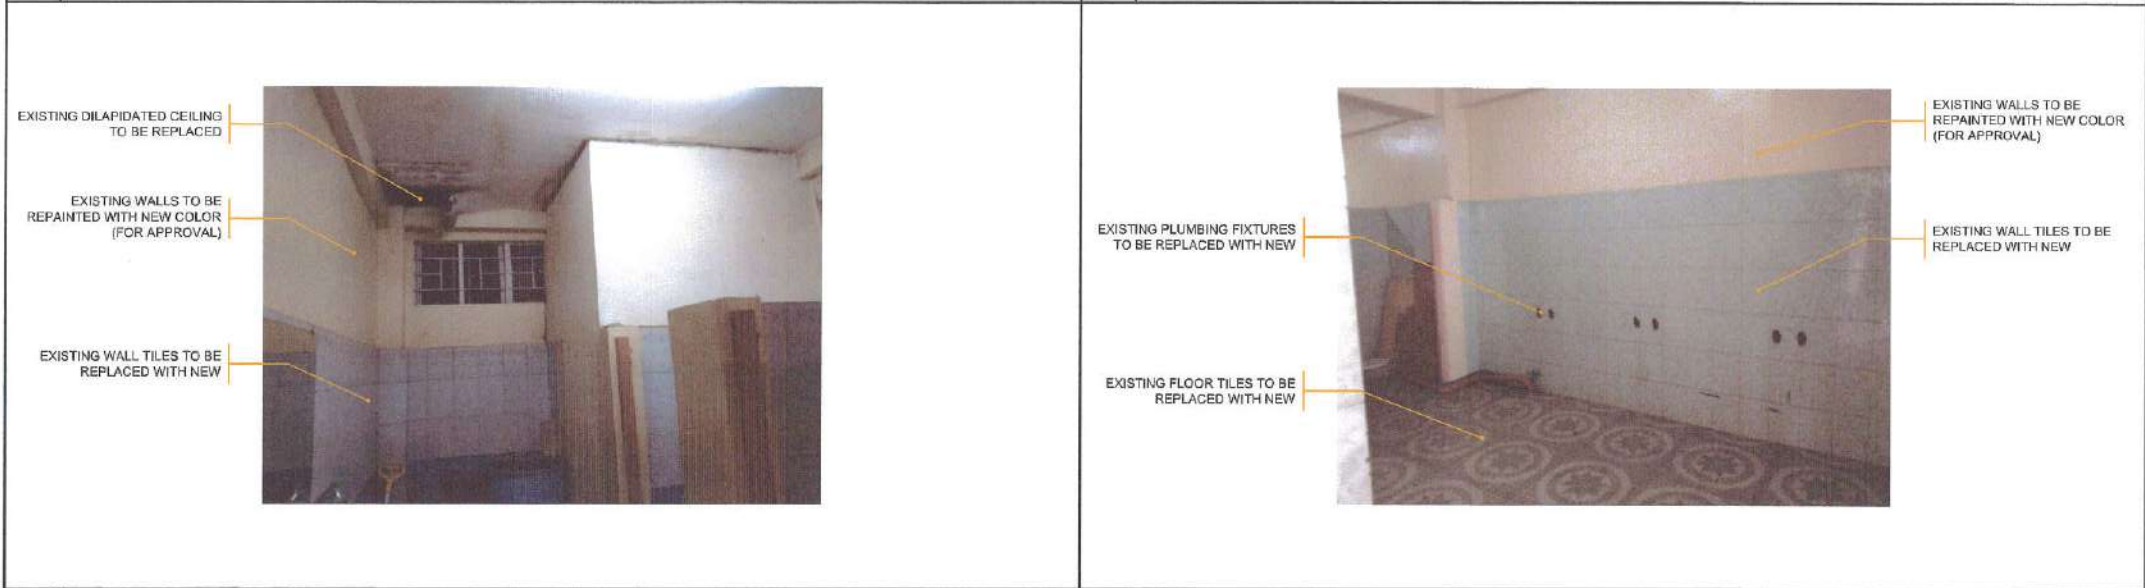 EXISTING DILAPIDATED CEILING
TO BE REPLACED
EXISTING WALLS TO BE
REPAINTED WITH NEW COLOR
(FOR APPROVAL)
EXISTING WALL TILES TO BE
REPLACED WITH NEW
EXISTING PLUMBING FIXTURES
TO BE REPLACED WITH NEW
EXISTING FLOOR TILES TO BE
REPLACED WITH NEW
EXISTING WALLS TO BE
REPAINTED WITH NEW COLOR
(FOR APPROVAL)
EXISTING WALL TILES TO BE
REPLACED WITH NEW